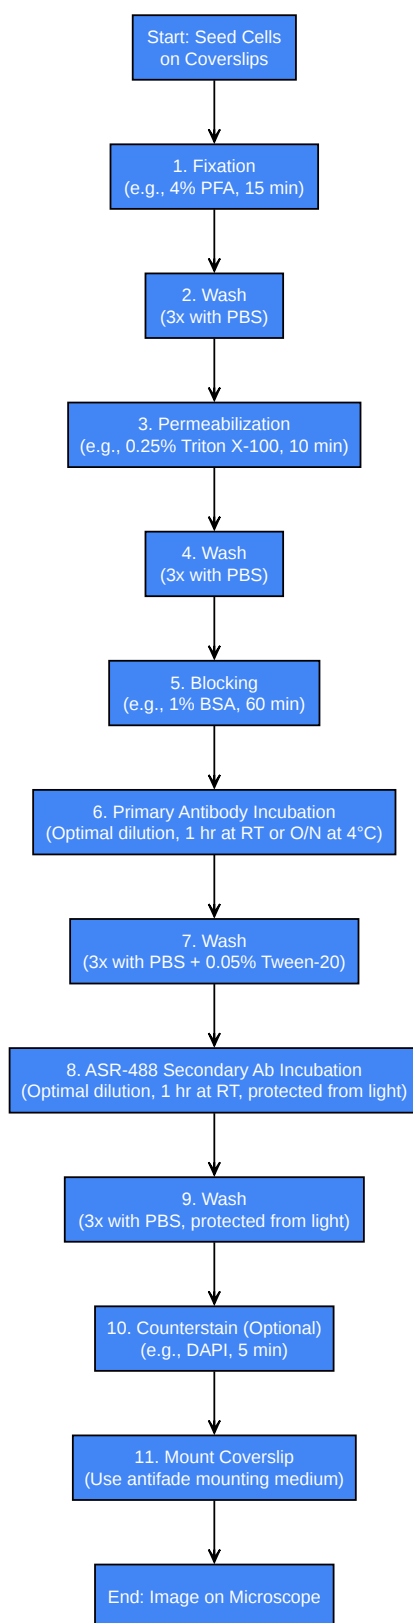 Start: Seed Cells
on Coverslips
1. Fixation
(e.g., 4% PFA, 15 min)
2. Wash
(3x with PBS)
3. Permeabilization
(e.g., 0.25% Triton X-100, 10 min)
4. Wash
(3x with PBS)
5. Blocking
(e.g., 1% BSA, 60 min)
6. Primary Antibody Incubation
(Optimal dilution, 1 hr at RT or O/N at 4°C)
7. Wash
(3x with PBS + 0.05% Tween-20)
8. ASR-488 Secondary Ab Incubation
(Optimal dilution, 1 hr at RT, protected from light)
9. Wash
(3x with PBS, protected from light)
10. Counterstain (Optional)
(e.g., DAPI, 5 min)
11. Mount Coverslip
(Use antifade mounting medium)
End: Image on Microscope